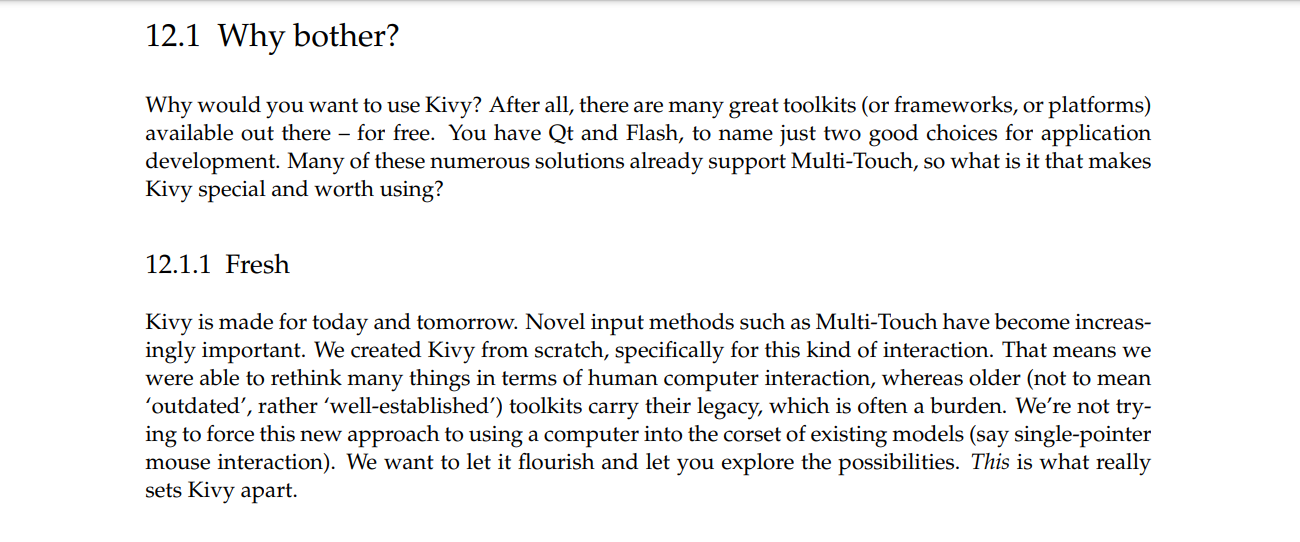 12.1 Why bother?
Why would you want to use Kivy? After all, there are many great toolkits (or frameworks, or platforms)
available out there – for free. You have Qt and Flash, to name just two good choices for application
development. Many of these numerous solutions already support Multi-Touch, so what is it that makes
Kivy special and worth using?
12.1.1 Fresh
Kivy is made for today and tomorrow. Novel input methods such as Multi-Touch have become increas-
ingly important. We created Kivy from scratch, specifically for this kind of interaction. That means we
were able to rethink many things in terms of human computer interaction, whereas older (not to mean
‘outdated’, rather ‘well-established’) toolkits carry their legacy, which is often a burden. We’re not try-
ing to force this new approach to using a computer into the corset of existing models (say single-pointer
mouse interaction). We want to let it flourish and let you explore the possibilities. This is what really
sets Kivy apart.